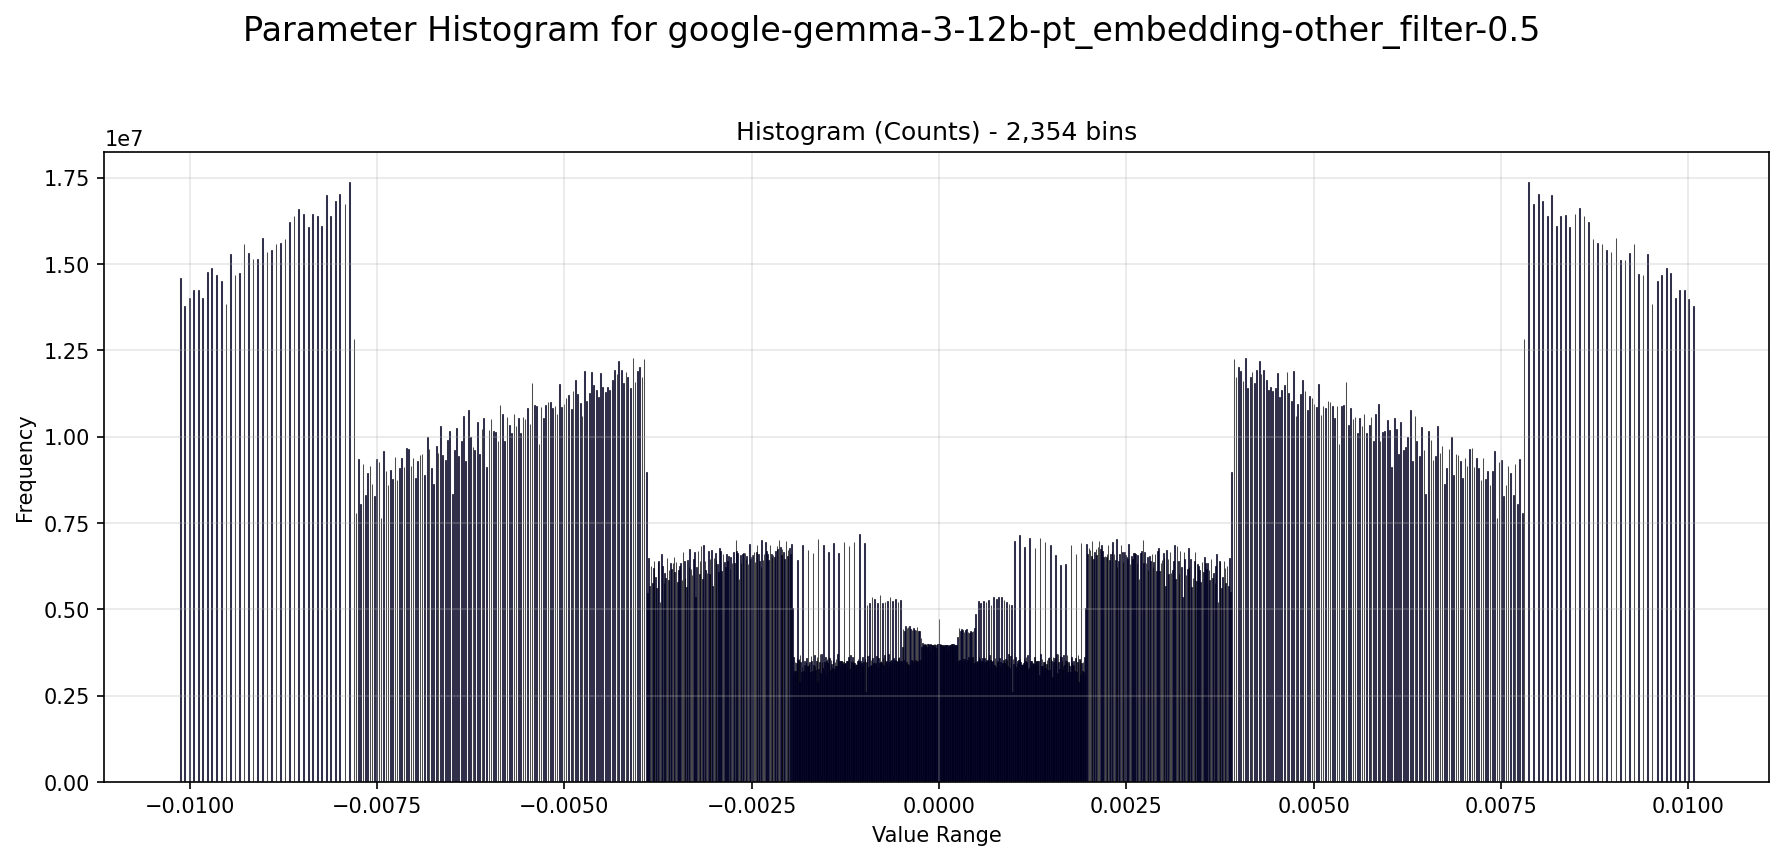 Parameter Histogram for google-gemma-3-12b-pt_embedding-other_filter-0.5
Histogram (Counts) - 2,354 bins
1e7
1.75
1.50
1.25
1.00
0.75
0.50
0.25
0.00
Frequency
−0.0100 −0.0075 −0.0050 −0.0025 0.0000 0.0025 0.0050 0.0075 0.0100
Value Range